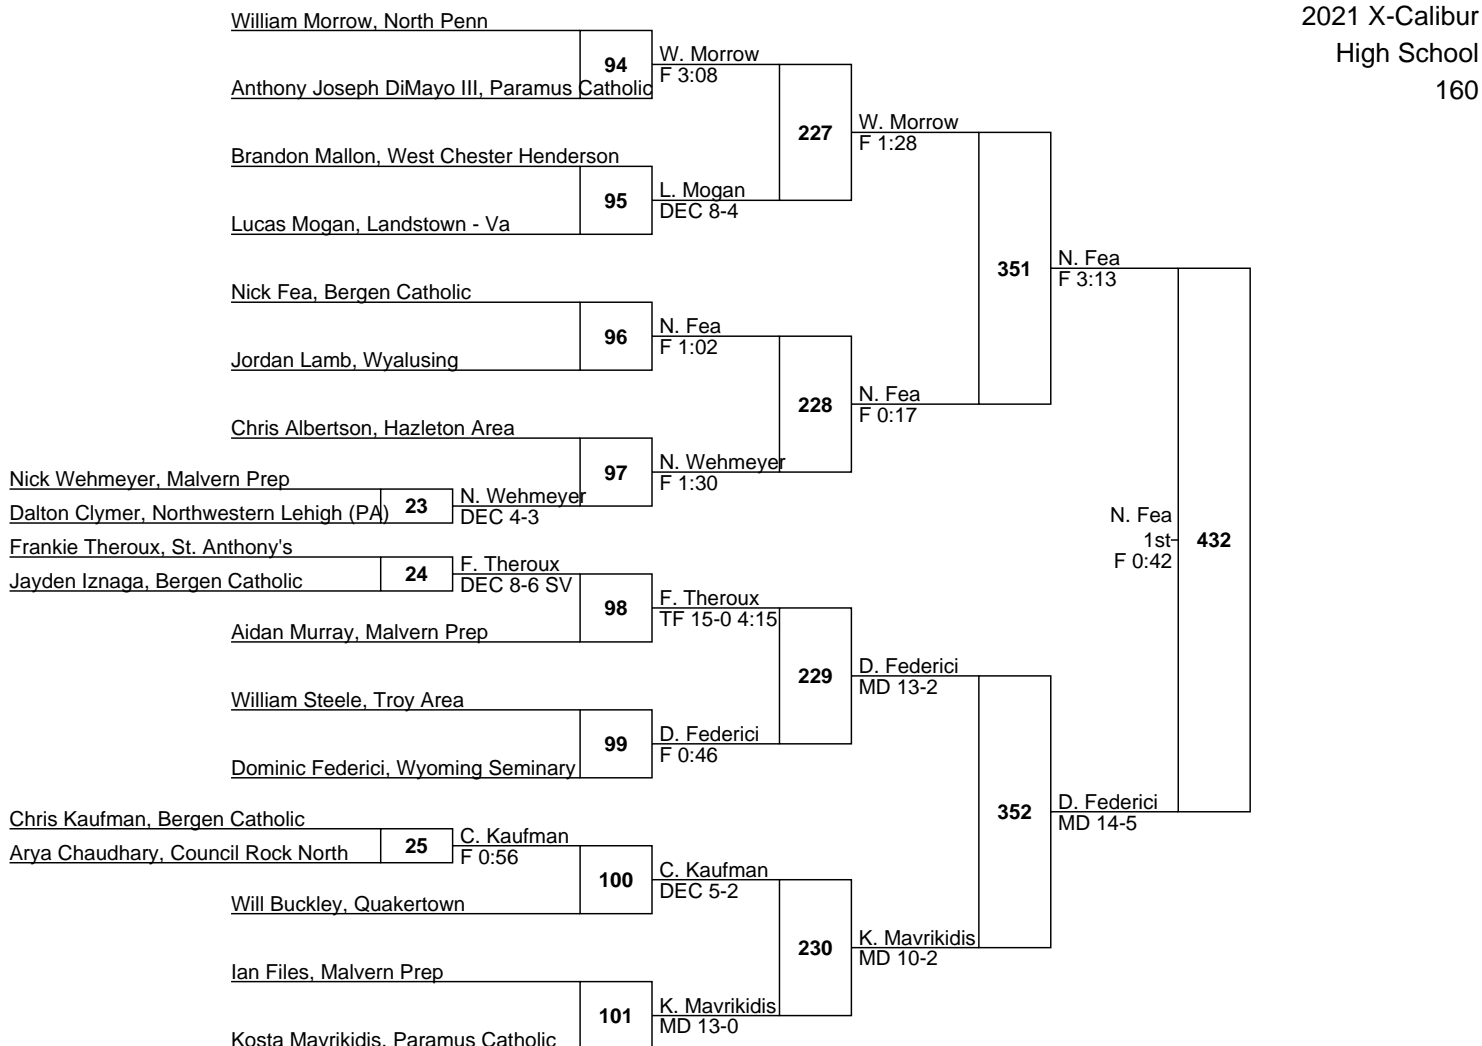 2021 X-Calibur
High School
160
William Morrow, North Penn
94
W. Morrow
F 3:08
Anthony Joseph DiMayo III, Paramus Catholic
227
W. Morrow
F 1:28
Brandon Mallon, West Chester Henderson
95
L. Mogan
DEC 8-4
Lucas Mogan, Landstown - Va
351
N. Fea
F 3:13
Nick Fea, Bergen Catholic
96
N. Fea
F 1:02
Jordan Lamb, Wyalusing
228
N. Fea
F 0:17
Chris Albertson, Hazleton Area
97
N. Wehmeyer
F 1:30
Nick Wehmeyer, Malvern Prep
23
N. Wehmeyer
DEC 4-3
Dalton Clymer, Northwestern Lehigh (PA)
N. Fea
1st
F 0:42
432
Frankie Theroux, St. Anthony's
24
F. Theroux
DEC 8-6 SV
Jayden Iznaga, Bergen Catholic
98
F. Theroux
TF 15-0 4:15
Aidan Murray, Malvern Prep
229
D. Federici
MD 13-2
William Steele, Troy Area
99
D. Federici
F 0:46
Dominic Federici, Wyoming Seminary
352
D. Federici
MD 14-5
Chris Kaufman, Bergen Catholic
25
C. Kaufman
F 0:56
Arya Chaudhary, Council Rock North
100
C. Kaufman
DEC 5-2
Will Buckley, Quakertown
230
K. Mavrikidis
MD 10-2
Ian Files, Malvern Prep
101
K. Mavrikidis
MD 13-0
Kosta Mavrikidis, Paramus Catholic